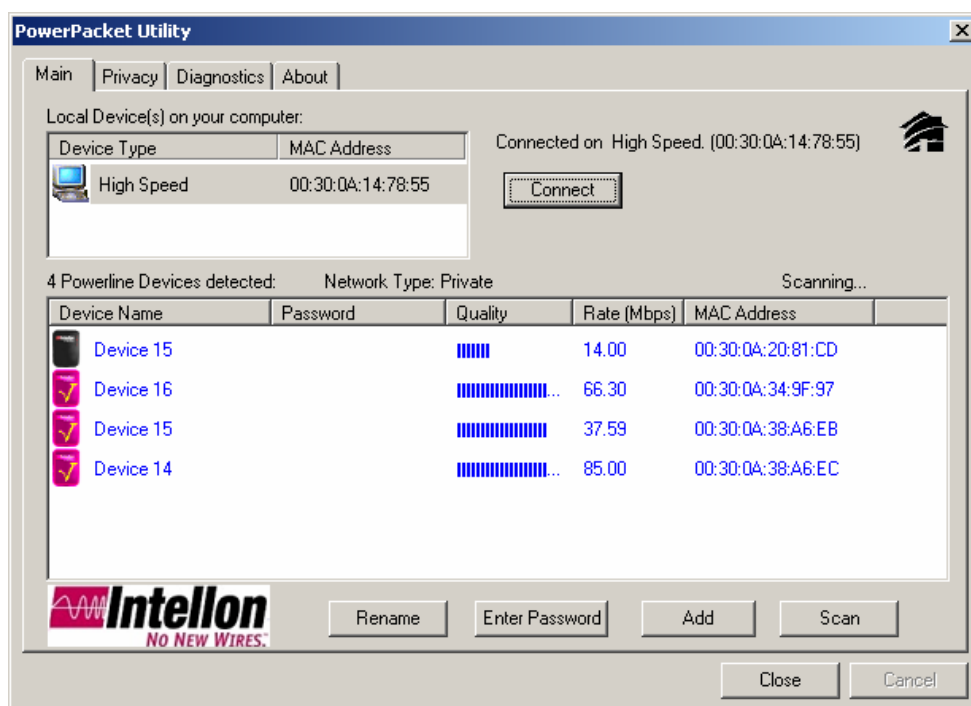 PowerPacket Utility
Main Privacy Diagnostics About
Local Device(s) on your computer:
Device Type MAC Address
High Speed 00:30:0A:14:78:55
Connected on High Speed. (00:30:0A:14:78:55)
Connect
4 Powerline Devices detected: Network Type: Private Scanning...
Device Name Password Quality Rate (Mbps) MAC Address
Device 15 14.00 00:30:0A:20:81:CD
Device 16 ... 66.30 00:30:0A:34:9F:97
Device 15 37.59 00:30:0A:38:A6:EB
Device 14 ... 85.00 00:30:0A:38:A6:EC
Intellon
NO NEW WIRES.
Rename Enter Password Add Scan
Close Cancel